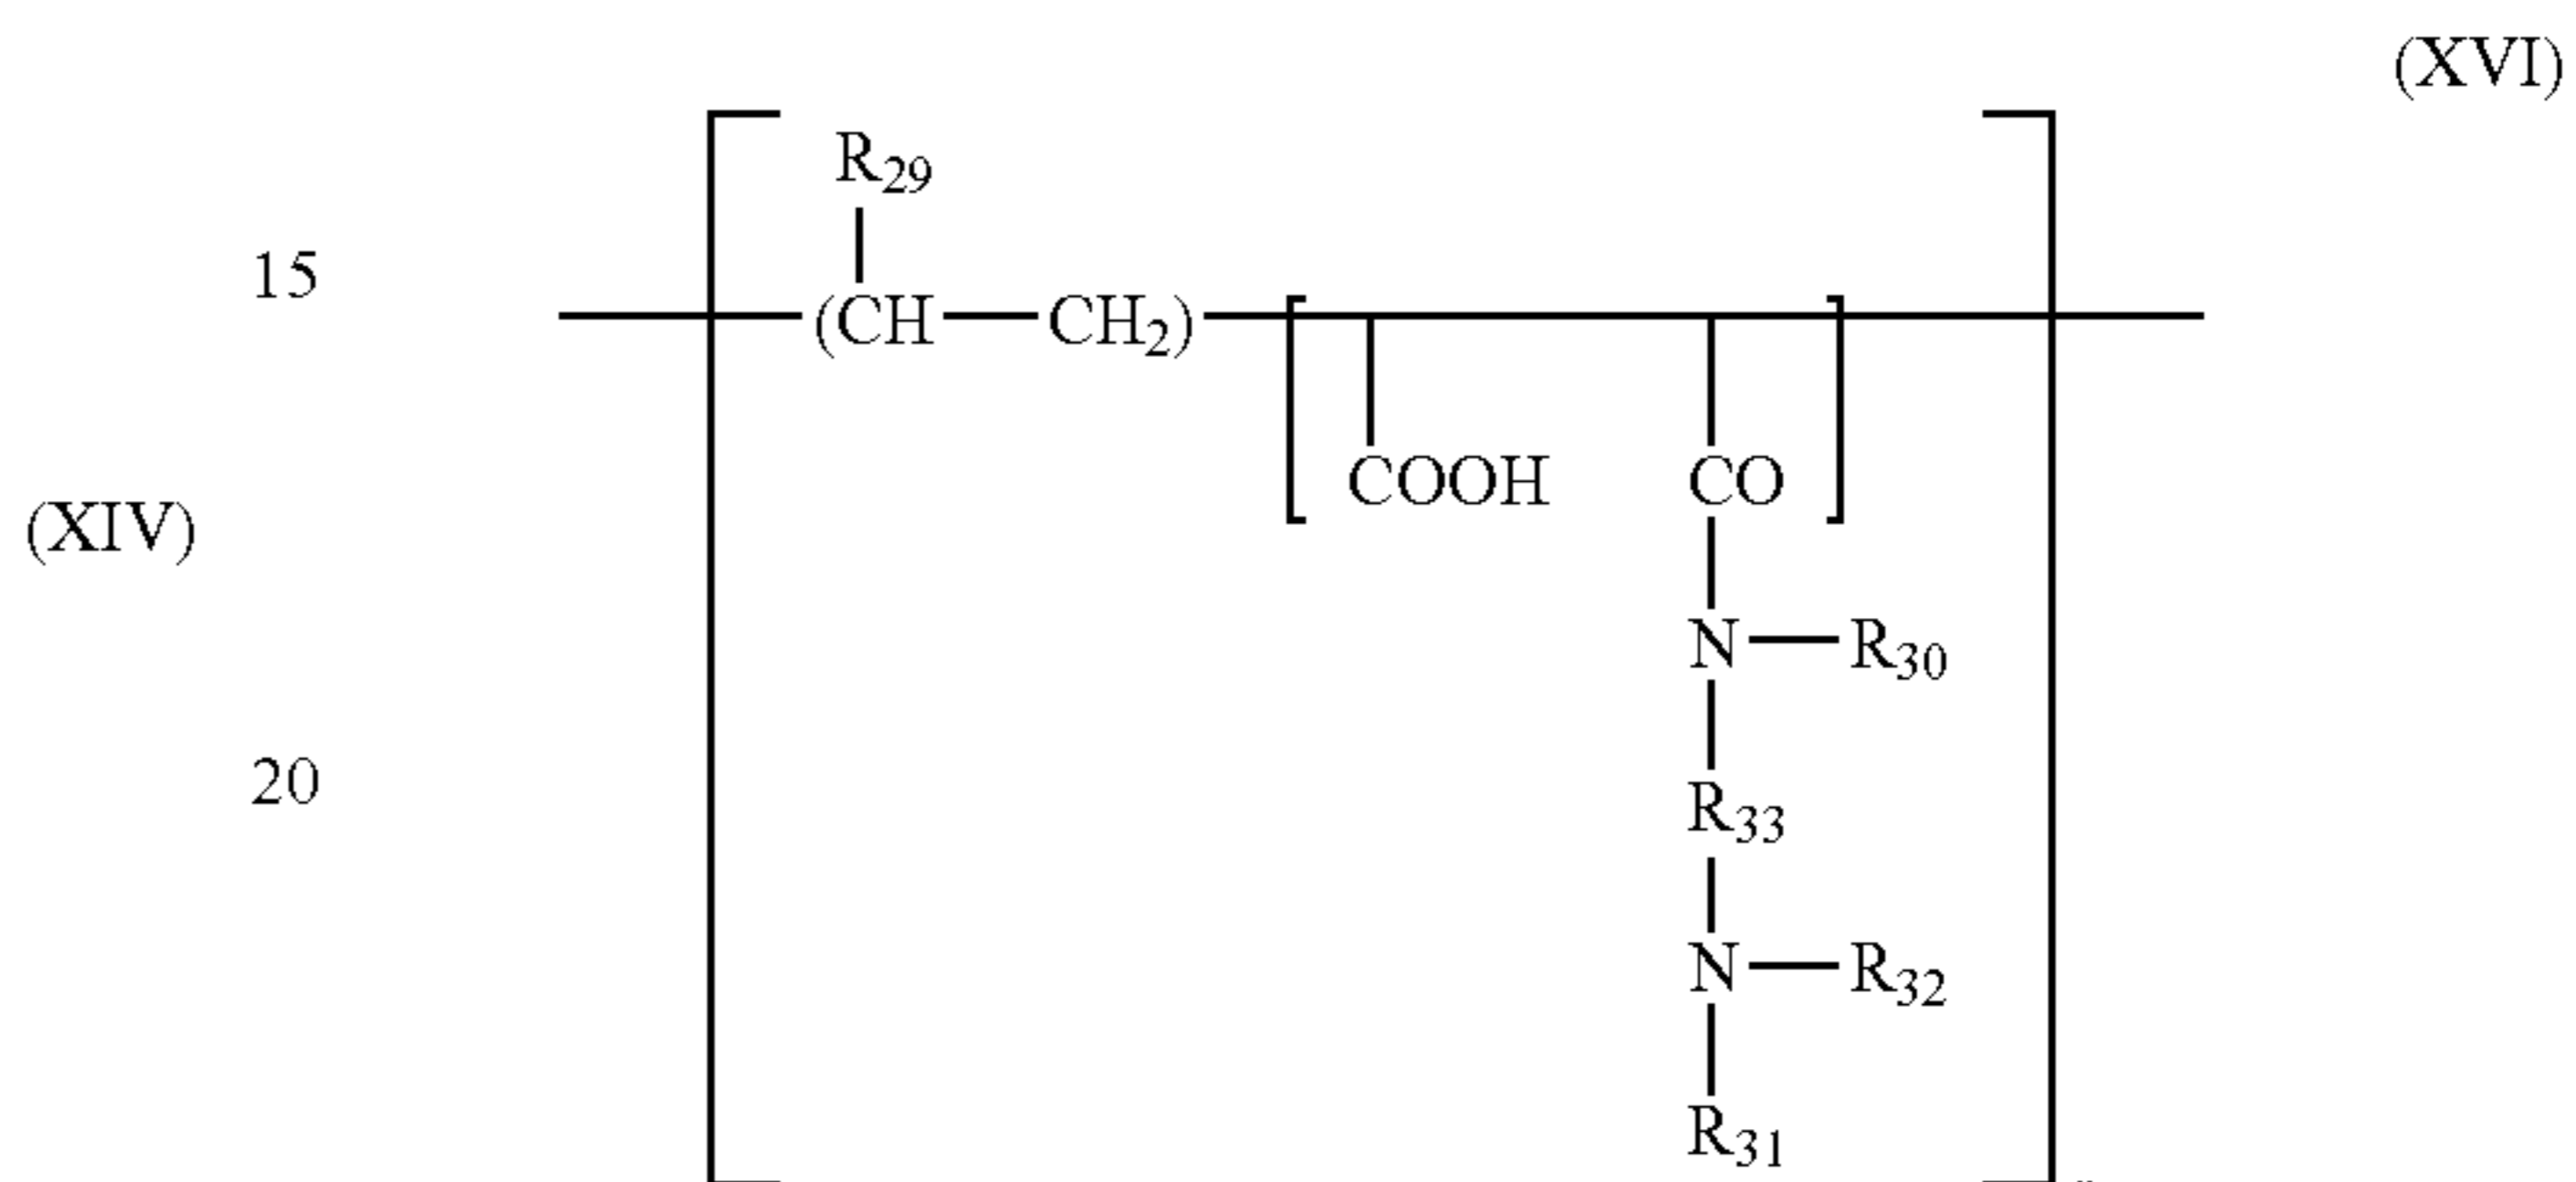 (XVI)
R29
15
(CH—CH2)
COOH CO
(XIV)
N—R30
20
R33
N—R32
R31